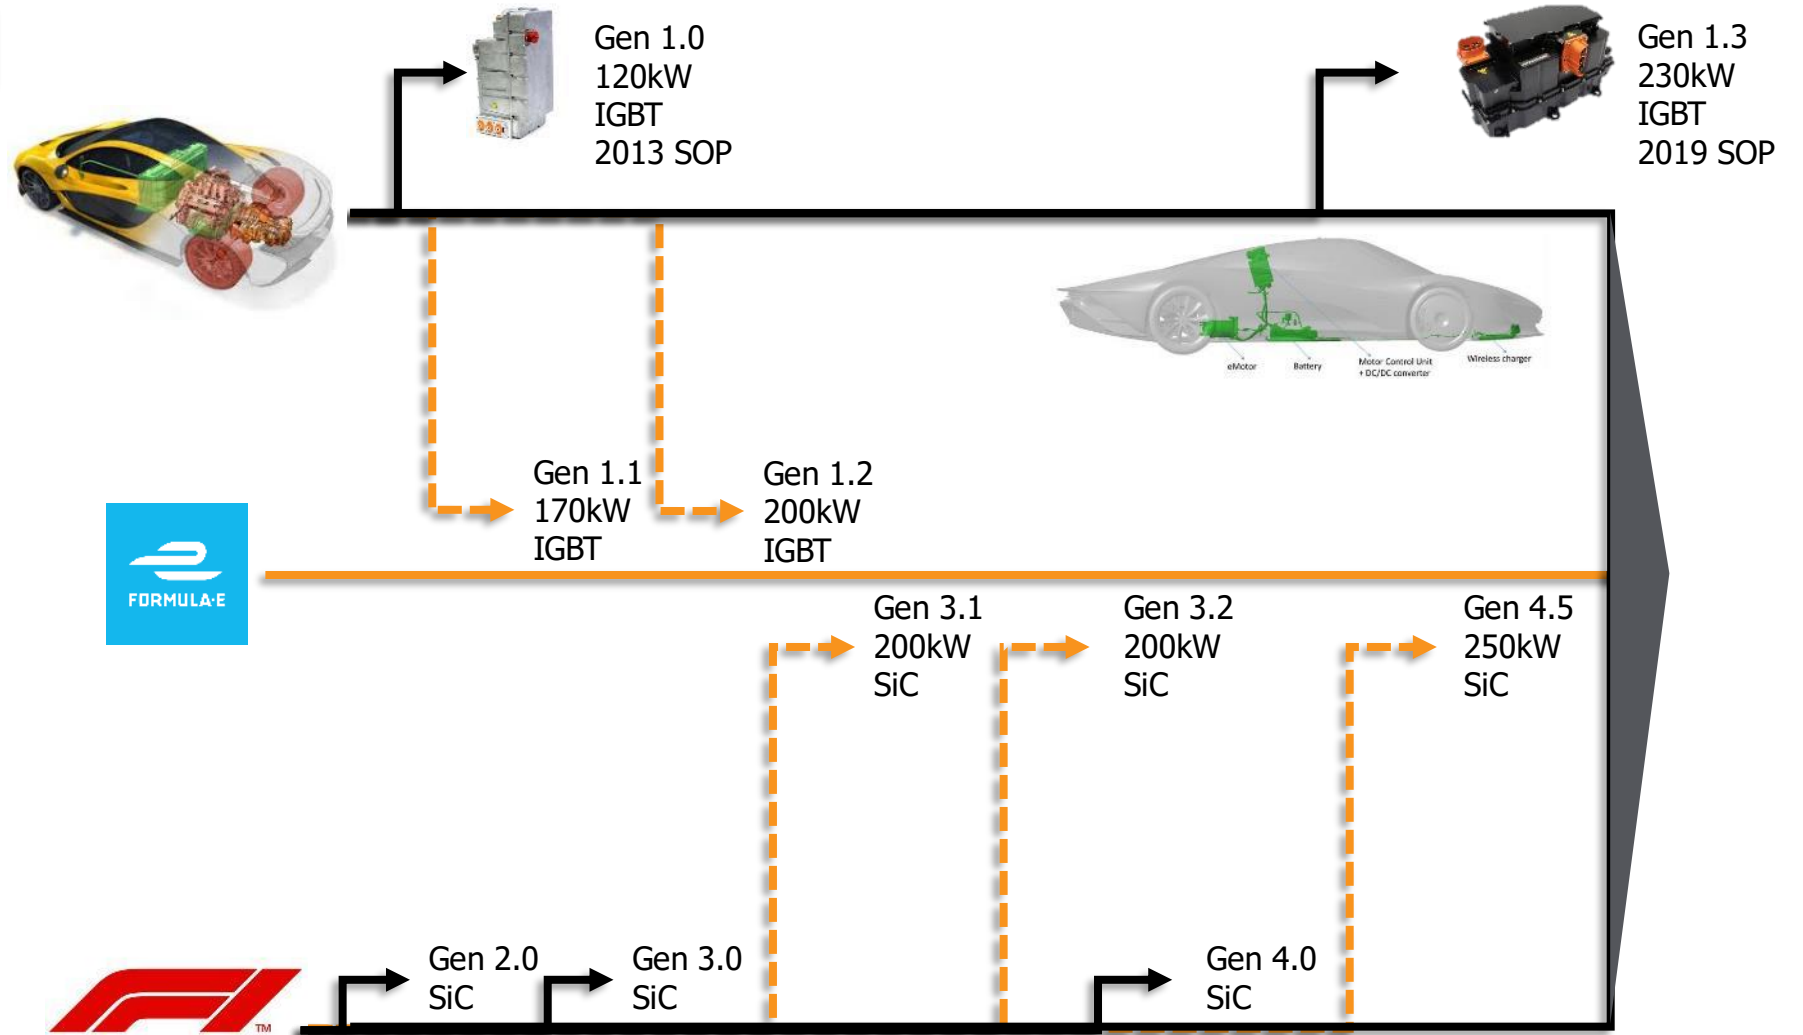 Gen 1.0
120kW
IGBT
2013 SOP
Gen 1.3
230kW
IGBT
2019 SOP
eMotor
Battery
Motor Control Unit
+ DC/DC converter
Wireless charger
Gen 1.1
170kW
IGBT
Gen 1.2
200kW
IGBT
FORMULA-E
Gen 3.1
200kW
SiC
Gen 3.2
200kW
SiC
Gen 4.5
250kW
SiC
Gen 2.0
SiC
Gen 3.0
SiC
Gen 4.0
SiC
F1
TM